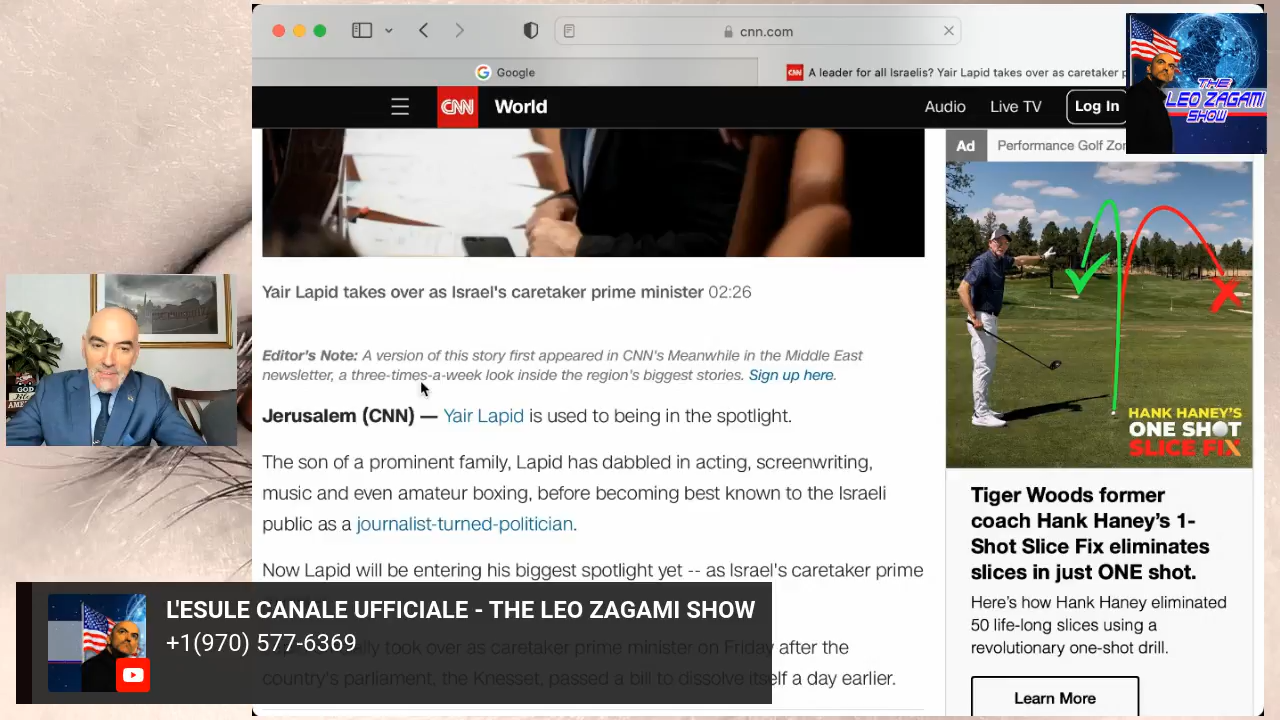 cnn.com
Google
CNN A leader for all Israelis? Yair Lapid takes over as caretaker
THE
LEO ZAGAMI
SHOW
CNN World
Audio Live TV Log In
Ad Performance Golf
Yair Lapid takes over as Israel's caretaker prime minister 02:26
Editor's Note: A version of this story first appeared in CNN's Meanwhile in the Middle East
newsletter, a three-times-a-week look inside the region's biggest stories. Sign up here.
Jerusalem (CNN) — Yair Lapid is used to being in the spotlight.
The son of a prominent family, Lapid has dabbled in acting, screenwriting,
music and even amateur boxing, before becoming best known to the Israeli
public as a journalist-turned-politician.
Now Lapid will be entering his biggest spotlight yet -- as Israel's caretaker prime
took over as caretaker prime minister on Friday after the
country's parliament, the Knesset, passed a bill to dissolve itself a day earlier.
HANK HANEY'S
ONE SHOT
SLICE FIX
Tiger Woods former
coach Hank Haney's 1-
Shot Slice Fix eliminates
slices in just ONE shot.
Here's how Hank Haney eliminated
50 life-long slices using a
revolutionary one-shot drill.
Learn More
GOD
L'ESULE CANALE UFFICIALE - THE LEO ZAGAMI SHOW
+1(970) 577-6369